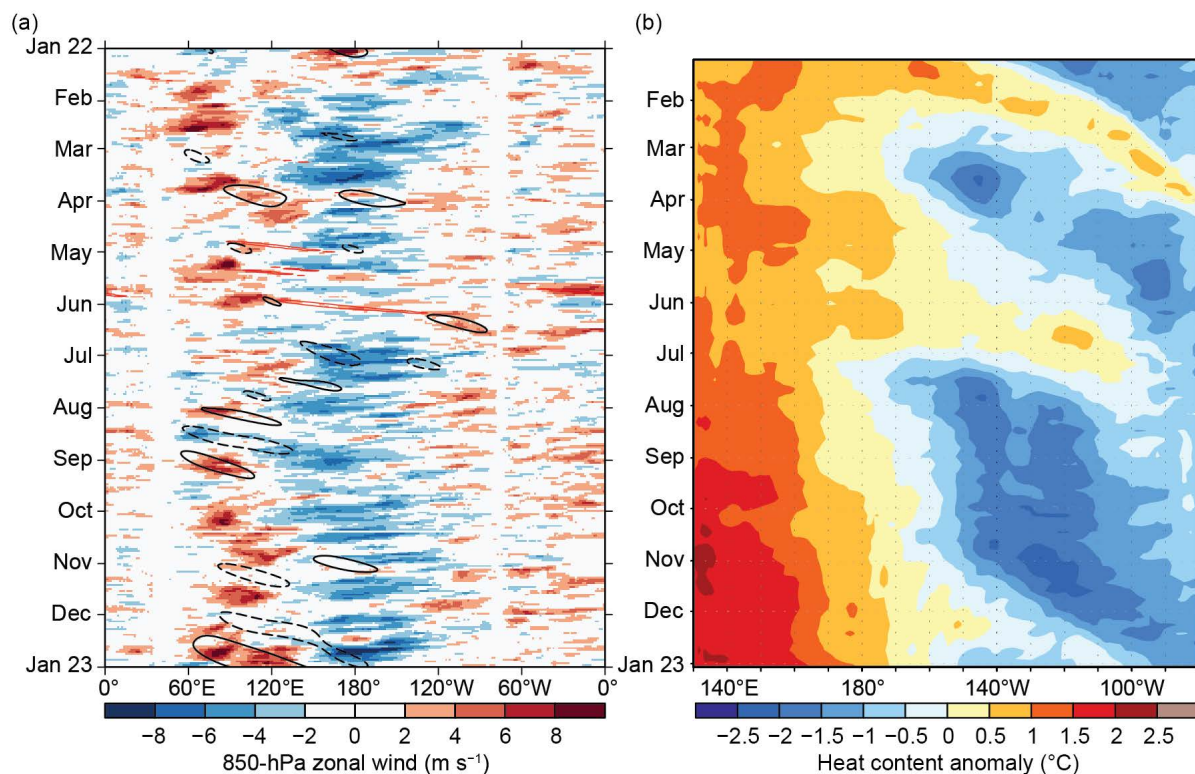 (a)
(b)
Jan 22
Feb
Mar
Apr
May
Jun
Jul
Aug
Sep
Oct
Nov
Dec
Jan 23
0° 60°E 120°E 180° 120°W 60°W 0°
−8 −6 −4 −2 0 2 4 6 8
850-hPa zonal wind (m s⁻¹)
Feb
Mar
Apr
May
Jun
Jul
Aug
Sep
Oct
Nov
Dec
Jan 23
140°E 180° 140°W 100°W
−2.5 −2 −1.5 −1 −0.5 0 0.5 1 1.5 2 2.5
Heat content anomaly (°C)